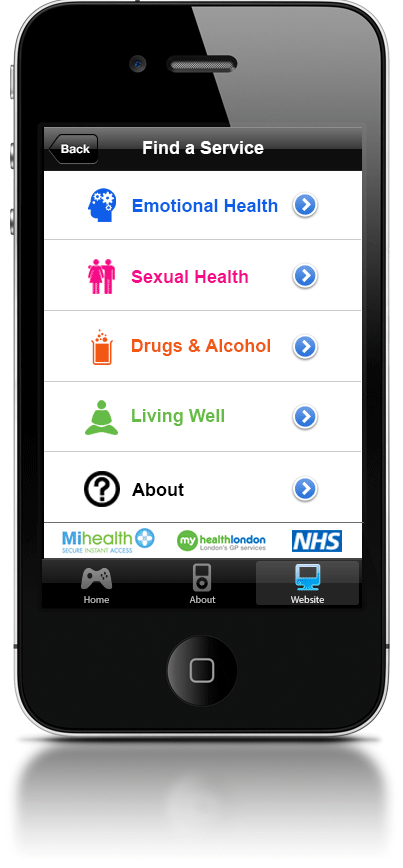 Back
Find a Service
Emotional Health
Sexual Health
Drugs & Alcohol
Living Well
? About
Mihealth
SECURE INSTANT ACCESS
my healthlondon
London's GP services
NHS
Home
About
Website